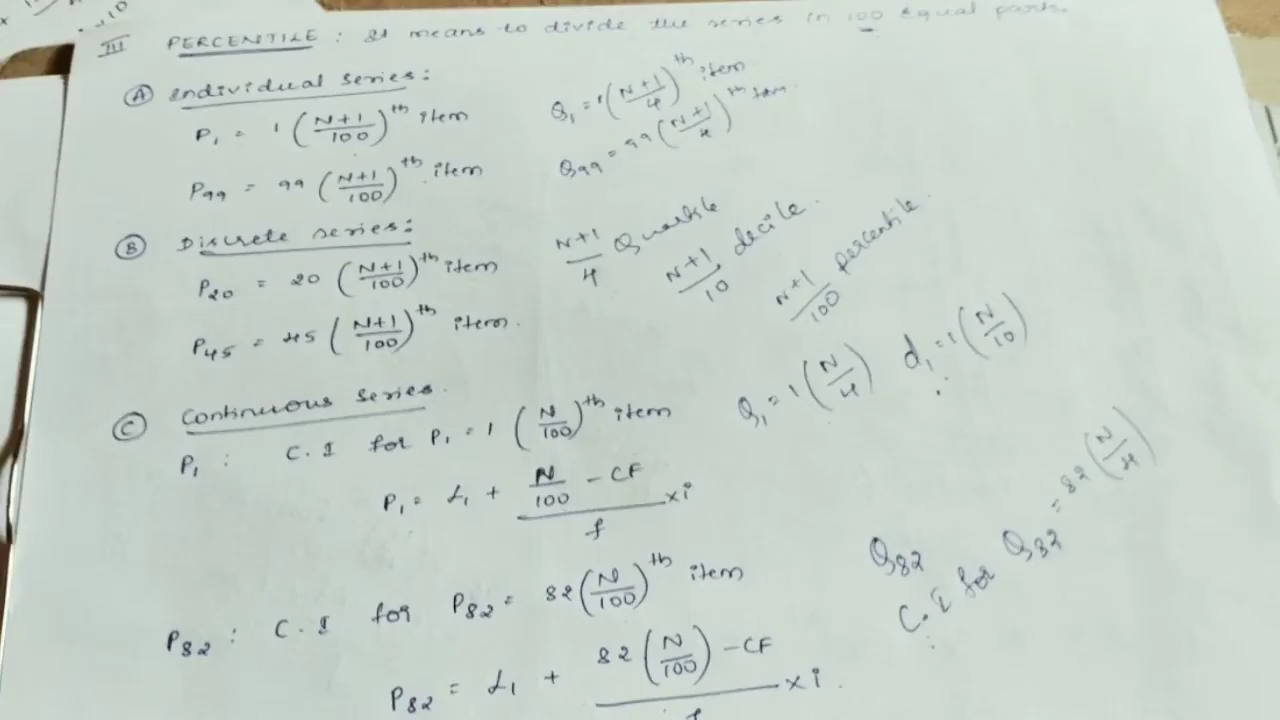 III PERCENTILE : It means to divide the series in 100 Equal parts.
A Individual series:
P₁ = 1 (N+1/100)ᵗʰ item
P₉₉ = 99 (N+1/100)ᵗʰ item
Q₁ = 1(N+1/4)ᵗʰ item
Q₉₉ = 99(N+1/4)ᵗʰ item
B Discrete series:
P₂₀ = 20 (N+1/100)ᵗʰ item
P₄₅ = 45 (N+1/100)ᵗʰ item.
N+1/4 Quartile
N+1/10 decile.
N+1/100 percentile.
C Continuous series.
P₁ : C.I for P₁ = 1 (N/100)ᵗʰ item
Q₁ = 1(N/4)
d₁ = 1(N/10)
P₁ = L₁ + N/100 - CF / f × i
P₈₂ : C.I for P₈₂ = 82(N/100)ᵗʰ item
Q₈₂
C.I for Q₈₂ = 82(N/4)
P₈₂ = L₁ + 82(N/100) - CF / f × i.